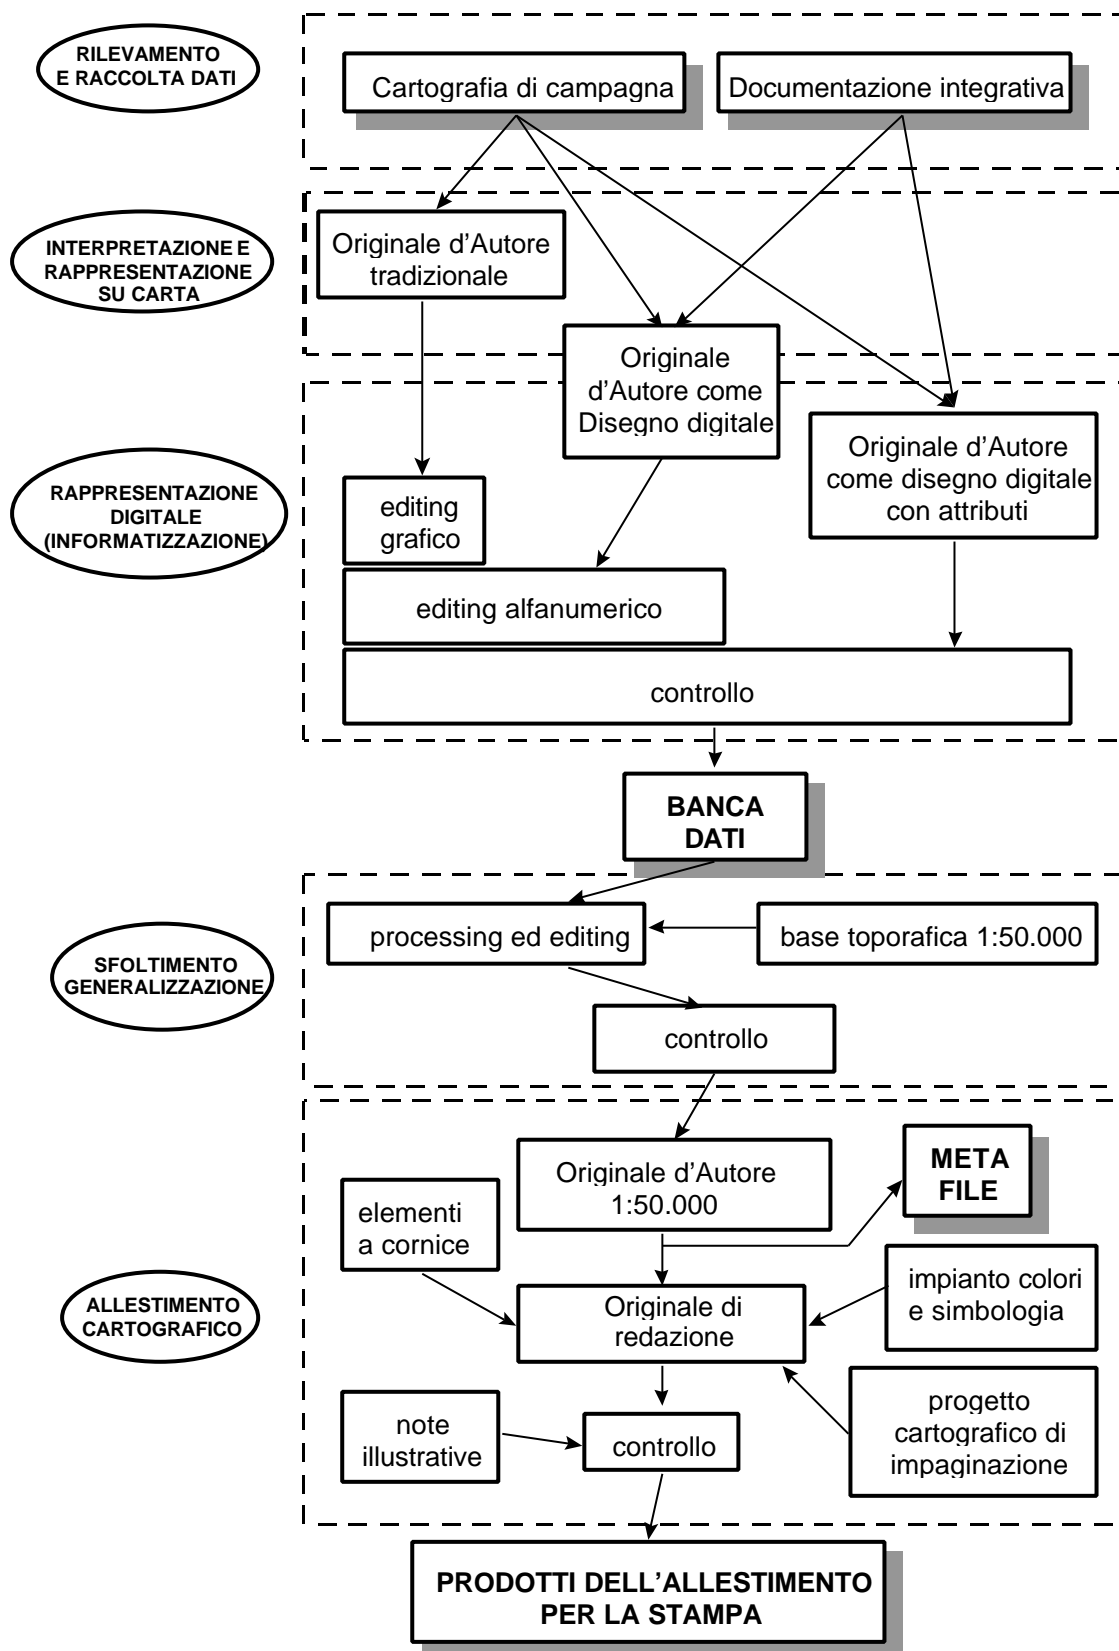 RILEVAMENTO
E RACCOLTA DATI
Cartografia di campagna
Documentazione integrativa
INTERPRETAZIONE E
RAPPRESENTAZIONE
SU CARTA
Originale d'Autore
tradizionale
Originale
d'Autore come
Disegno digitale
Originale d'Autore
come disegno digitale
con attributi
RAPPRESENTAZIONE
DIGITALE
(INFORMATIZZAZIONE)
editing
grafico
editing alfanumerico
controllo
BANCA
DATI
SFOLTIMENTO
GENERALIZZAZIONE
processing ed editing
base toporafica 1:50.000
controllo
Originale d'Autore
1:50.000
META
FILE
elementi
a cornice
ALLESTIMENTO
CARTOGRAFICO
Originale di
redazione
impianto colori
e simbologia
note
illustrative
controllo
progetto
cartografico di
impaginazione
PRODOTTI DELL'ALLESTIMENTO
PER LA STAMPA